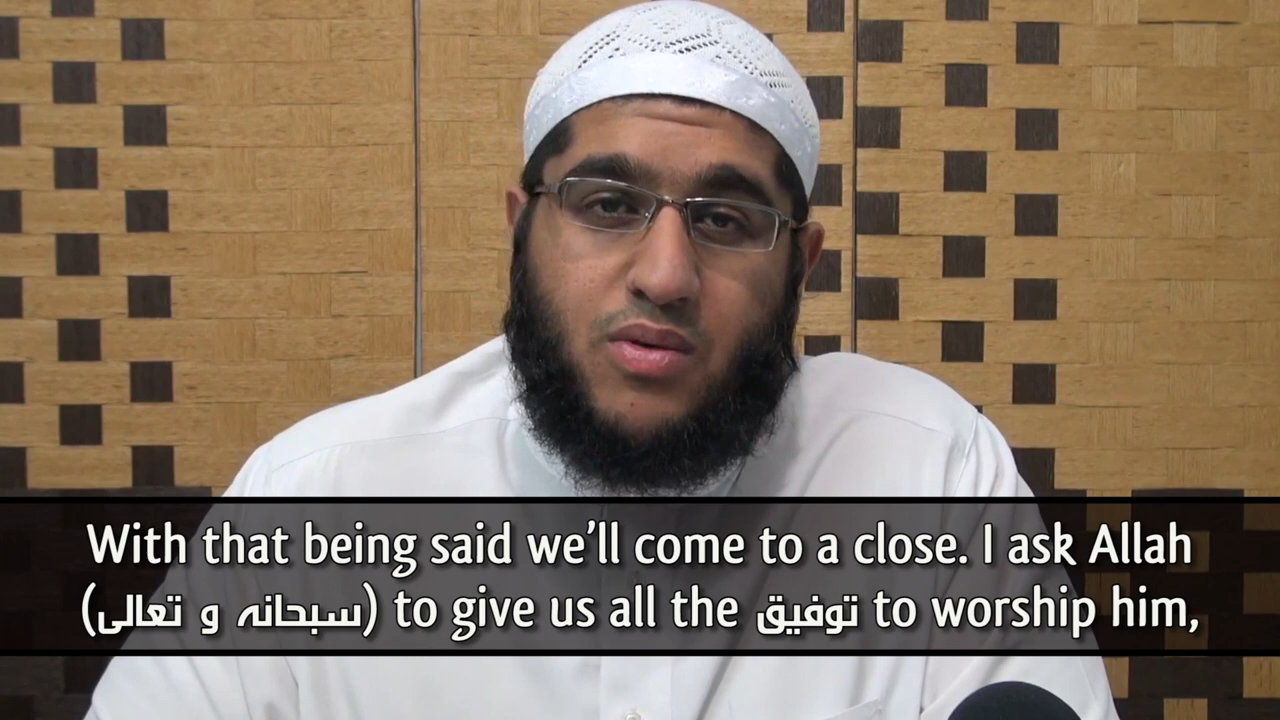 With that being said we’ll come to a close. I ask Allah
(سبحانه و تعالى) to give us all the توفيق to worship him,